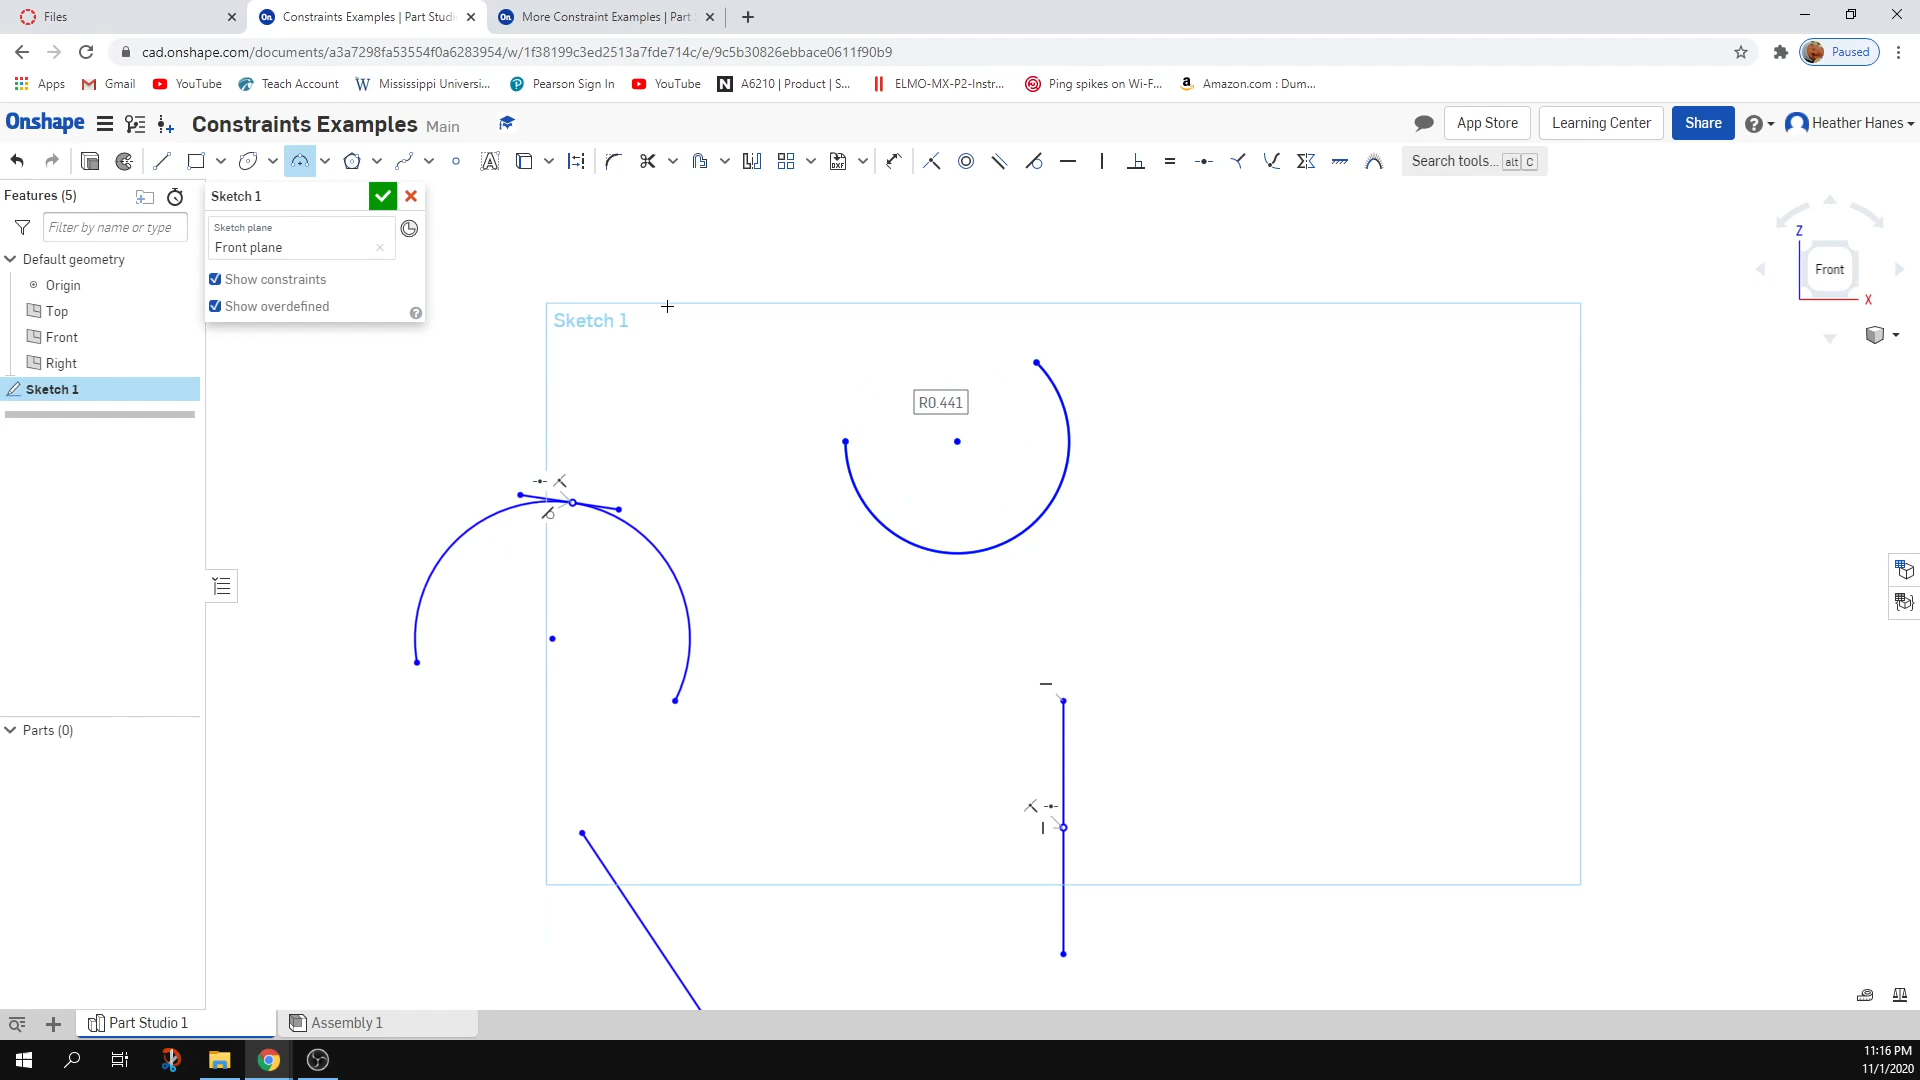 Files
Constraints Examples | Part Studi
More Constraint Examples | Part
cad.onshape.com/documents/a3a7298fa53554f0a6283954/w/1f38199c3ed2513a7fde714c/e/9c5b30826ebbace0611f90b9
Paused
Apps
Gmail
YouTube
Teach Account
Mississippi Universi...
Pearson Sign In
YouTube
A6210 | Product | S...
ELMO-MX-P2-Instr...
Ping spikes on Wi-F...
Amazon.com : Dum...
Onshape
Constraints Examples Main
App Store
Learning Center
Share
Heather Hanes
Search tools... alt C
Features (5)
Filter by name or type
Default geometry
Origin
Top
Front
Right
Sketch 1
Parts (0)
Sketch 1
Sketch plane
Front plane
Show constraints
Show overdefined
Sketch 1
R0.441
Z
Front
X
Part Studio 1
Assembly 1
11:16 PM
11/1/2020